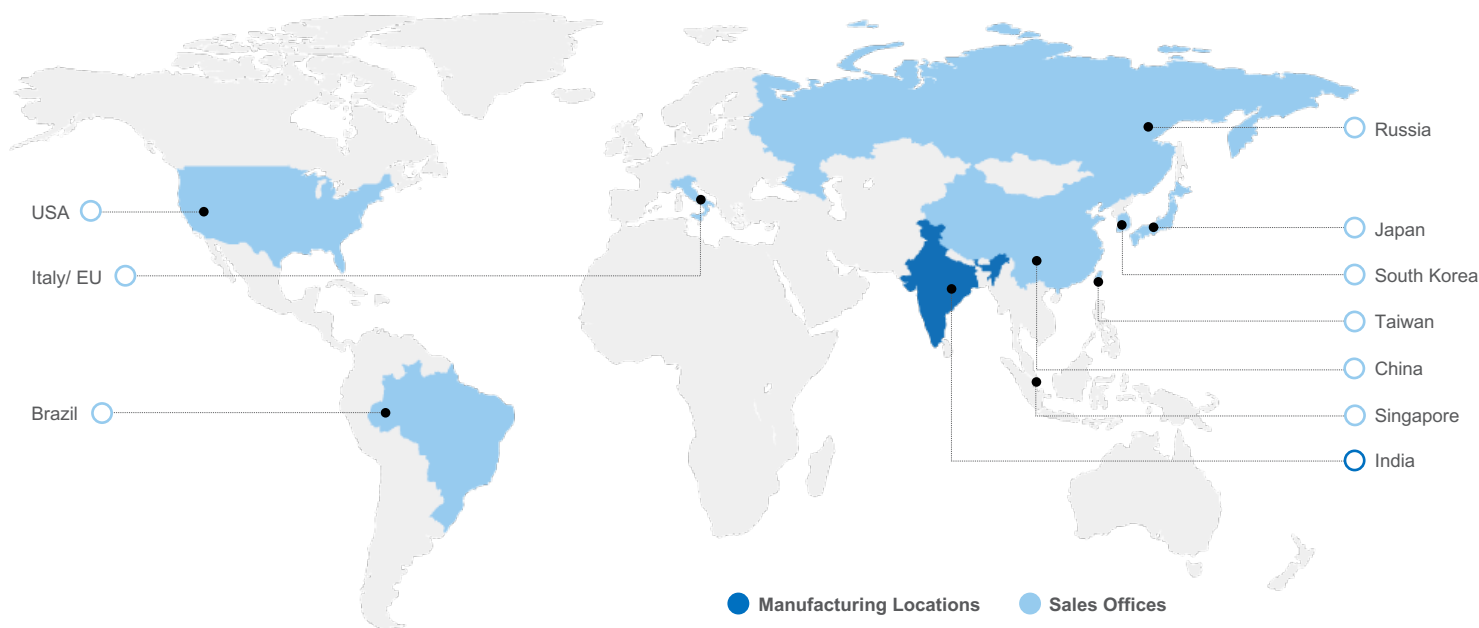 USA
Italy/ EU
Brazil
Russia
Japan
South Korea
Taiwan
China
Singapore
India
Manufacturing Locations
Sales Offices